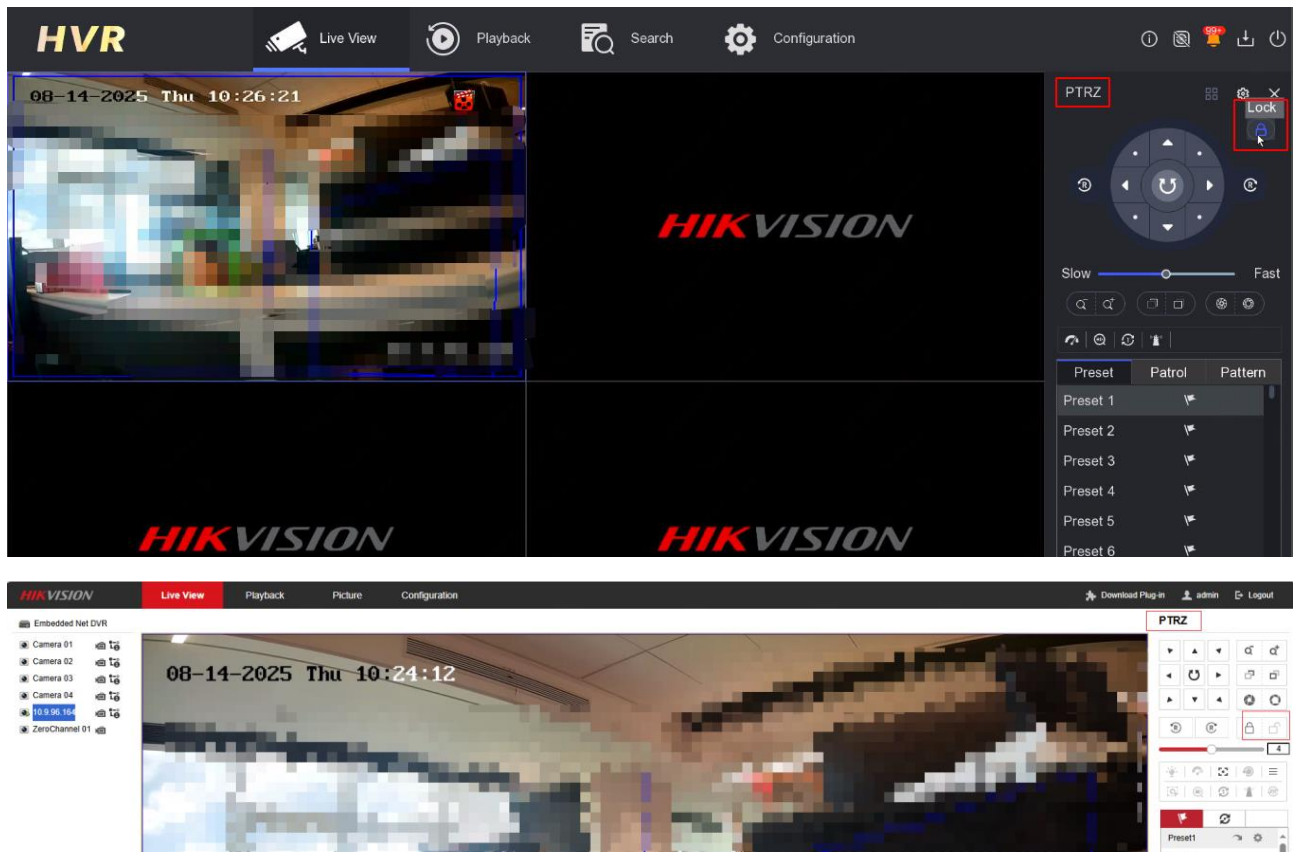 HVR
Live View
Playback
Search
Configuration
99+
08-14-2025 Thu 10:26:21
PTRZ
Lock
HIKVISION
Slow
Fast
Preset
Patrol
Pattern
Preset 1
Preset 2
Preset 3
Preset 4
Preset 5
Preset 6
HIKVISION
HIKVISION
HIKVISION
Live View
Playback
Picture
Configuration
Download Plug-in
admin
Logout
Embedded Net DVR
PTRZ
Camera 01
Camera 02
Camera 03
Camera 04
10.9.96.164
ZeroChannel 01
08-14-2025 Thu 10:24:12
4
Preset1